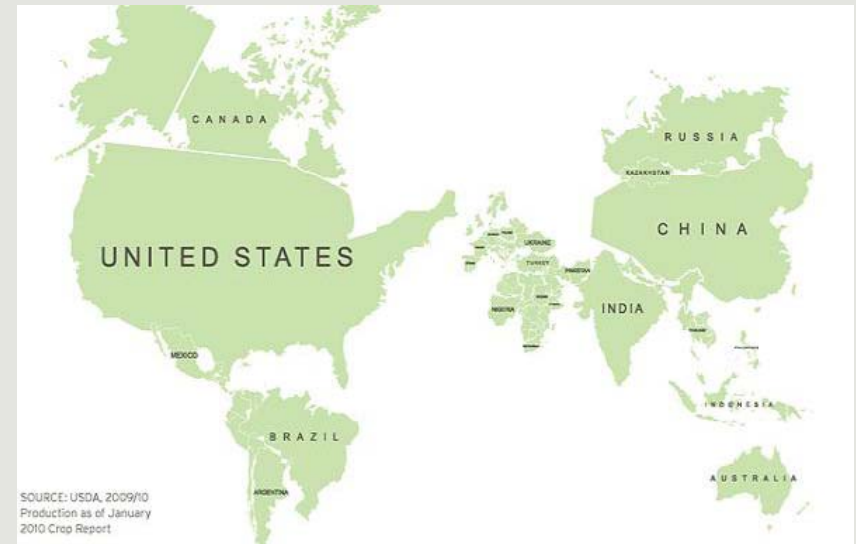 CANADA
RUSSIA
KAZAKHSTAN
CHINA
UNITED STATES
UKRAINE
TURKEY
PAKISTAN
INDIA
NIGERIA
MEXICO
INDONESIA
BRAZIL
AUSTRALIA
ARGENTINA
SOURCE: USDA, 2009/10
Production as of January
2010 Crop Report